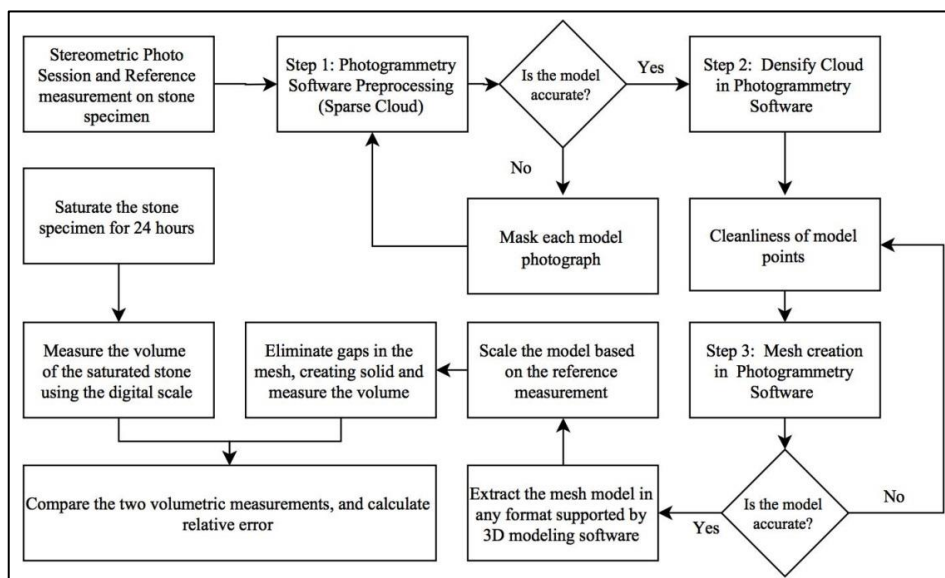 Stereometric Photo
Session and Reference
measurement on stone
specimen
Step 1: Photogrammetry
Software Preprocessing
(Sparse Cloud)
Is the model
accurate?
Yes
Step 2: Densify Cloud
in Photogrammetry
Software
No
Saturate the stone
specimen for 24 hours
Mask each model
photograph
Cleanliness of model
points
Measure the volume
of the saturated stone
using the digital scale
Eliminate gaps in the
mesh, creating solid and
measure the volume
Scale the model based
on the reference
measurement
Step 3: Mesh creation
in Photogrammetry
Software
Compare the two volumetric measurements, and calculate
relative error
Extract the mesh model in
any format supported by
3D modeling software
Yes
Is the model
accurate?
No